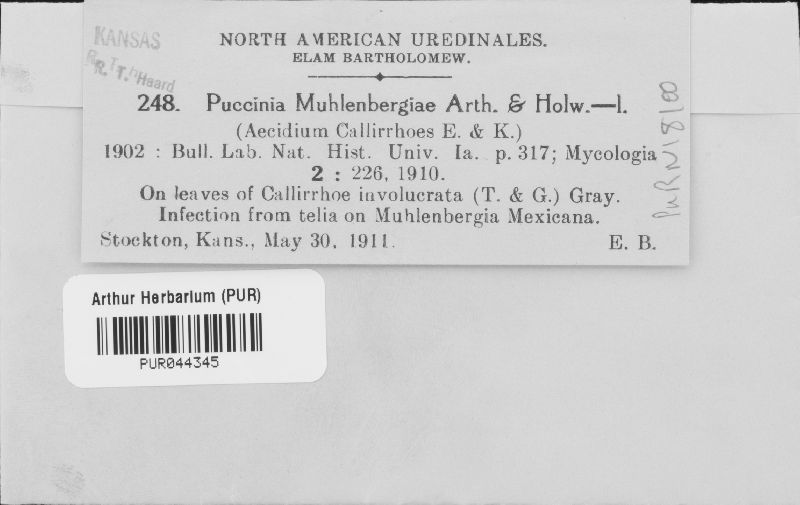 KANSAS
NORTH AMERICAN UREDINALES.
ELAM BARTHOLOMEW.
248. Puccinia Muhlenbergiae Arth. & Holw.—I.
(Aecidium Callirrhoes E. & K.)
1902 : Bull. Lab. Nat. Hist. Univ. Ia. p. 317; Mycologia
2 : 226, 1910.
On leaves of Callirrhoe involucrata (T. & G.) Gray.
Infection from telia on Muhlenbergia Mexicana.
Stockton, Kans., May 30, 1911. E. B.
PURN18100
Arthur Herbarium (PUR)
PUR044345